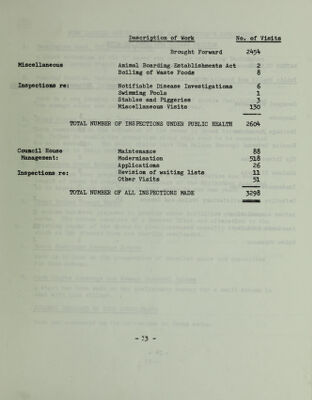 Description of Work No. of Visits
Brought Forward 2454
Miscellaneous Animal Boarding Establishments Act 2
Boiling of Waste Foods 8
Inspections re: Notifiable Disease Investigations 6
Swimming Pools 1
Stables and Piggeries 3
Miscellaneous Visits 130
TOTAL NUMBER OF INSPECTIONS UNDER PUBLIC HEALTH 2604
Council House Maintenance 88
Management: Modernisation 518
Applications 26
Inspections re: Revision of waiting lists 11
Other Visits 51
TOTAL NUMBER OF ALL INSPECTIONS MADE 3298
- 33 -